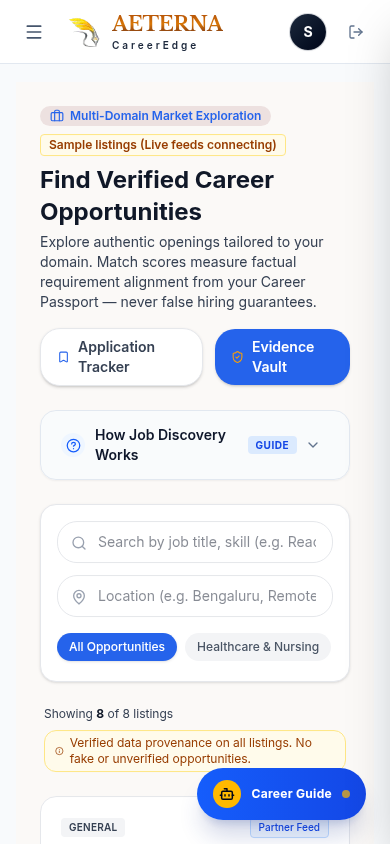 AETERNA
CareerEdge
S
Multi-Domain Market Exploration
Sample listings (Live feeds connecting)
Find Verified Career
Opportunities
Explore authentic openings tailored to your
domain. Match scores measure factual
requirement alignment from your Career
Passport — never false hiring guarantees.
Application
Tracker
Evidence
Vault
How Job Discovery
Works
GUIDE
Search by job title, skill (e.g. Reac
Location (e.g. Bengaluru, Remote
All Opportunities
Healthcare & Nursing
Showing 8 of 8 listings
Verified data provenance on all listings. No
fake or unverified opportunities.
Career Guide
GENERAL
Partner Feed